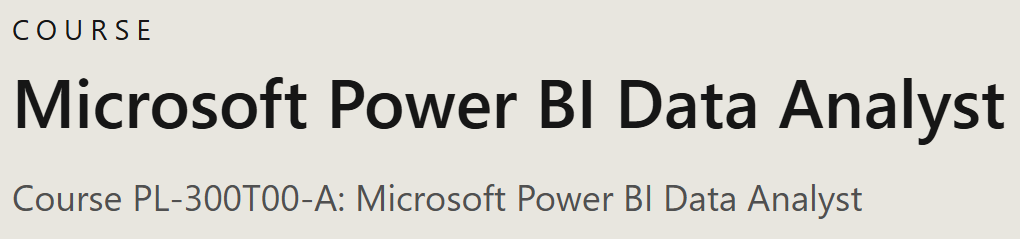 COURSE
Microsoft Power BI Data Analyst
Course PL-300T00-A: Microsoft Power BI Data Analyst